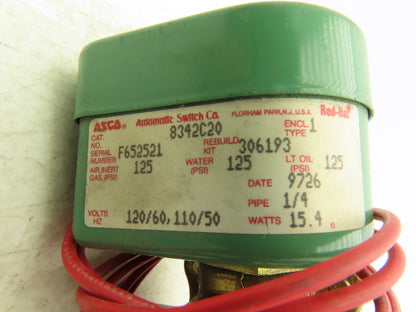 ASCO® Automatic Switch Co. FLORHAM PARK, N.J., U.S.A. Red-Hat
CAT. NO. 8342C20 ENCL. TYPE 1
SERIAL NUMBER F652521 REBUILD KIT 306193
AIR,INERT GAS,(PSI) 125 WATER (PSI) 125 LT OIL (PSI) 125
DATE 9726
PIPE 1/4
VOLTS HZ 120/60,110/50 WATTS 15.4